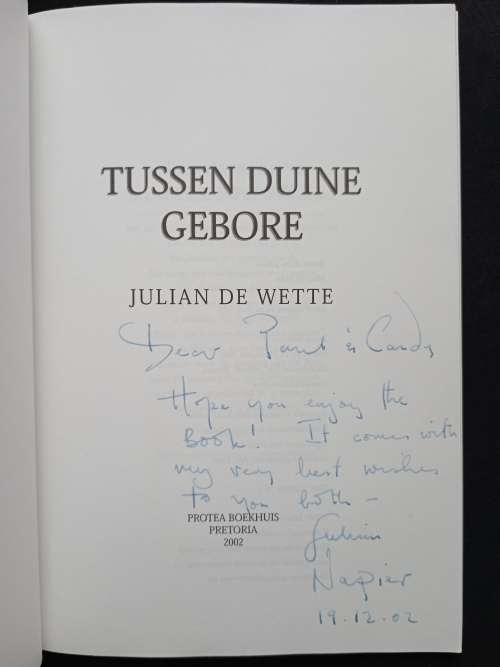 TUSSEN DUINE
GEBORE
JULIAN DE WETTE
Dear Paul & Candy
Hope you enjoy the
Book! It comes with
my very best wishes
to you both –
PROTEA BOEKHUIS
PRETORIA
2002
Julian
Napier
19.12.02